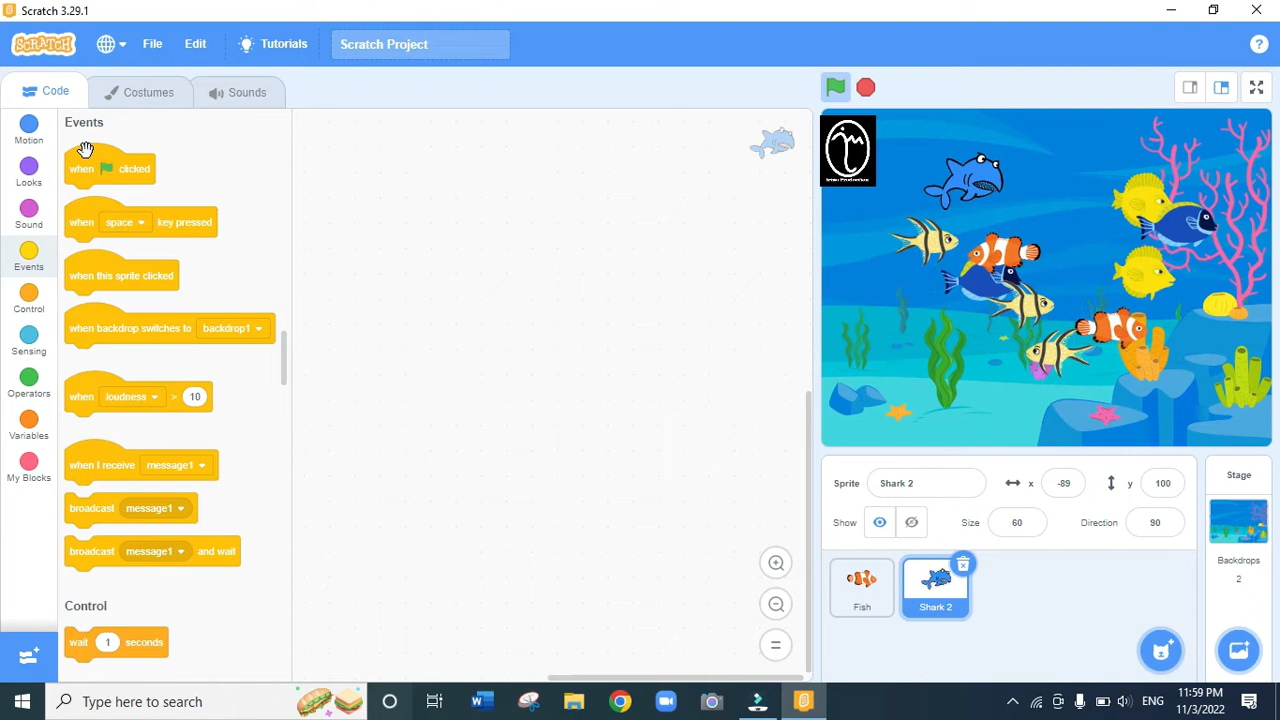 Scratch 3.29.1
SCRATCH File Edit Tutorials Scratch Project ?
Code Costumes Sounds
Motion
Looks
Sound
Events
Control
Sensing
Operators
Variables
My Blocks
Events
when clicked
when space key pressed
when this sprite clicked
when backdrop switches to backdrop1
when loudness > 10
when I receive message1
broadcast message1
broadcast message1 and wait
Control
wait 1 seconds
Sprite Shark 2 x -89 y 100
Show Size 60 Direction 90
Fish
Shark 2
Stage
Backdrops
2
Type here to search
ENG
11:59 PM
11/3/2022